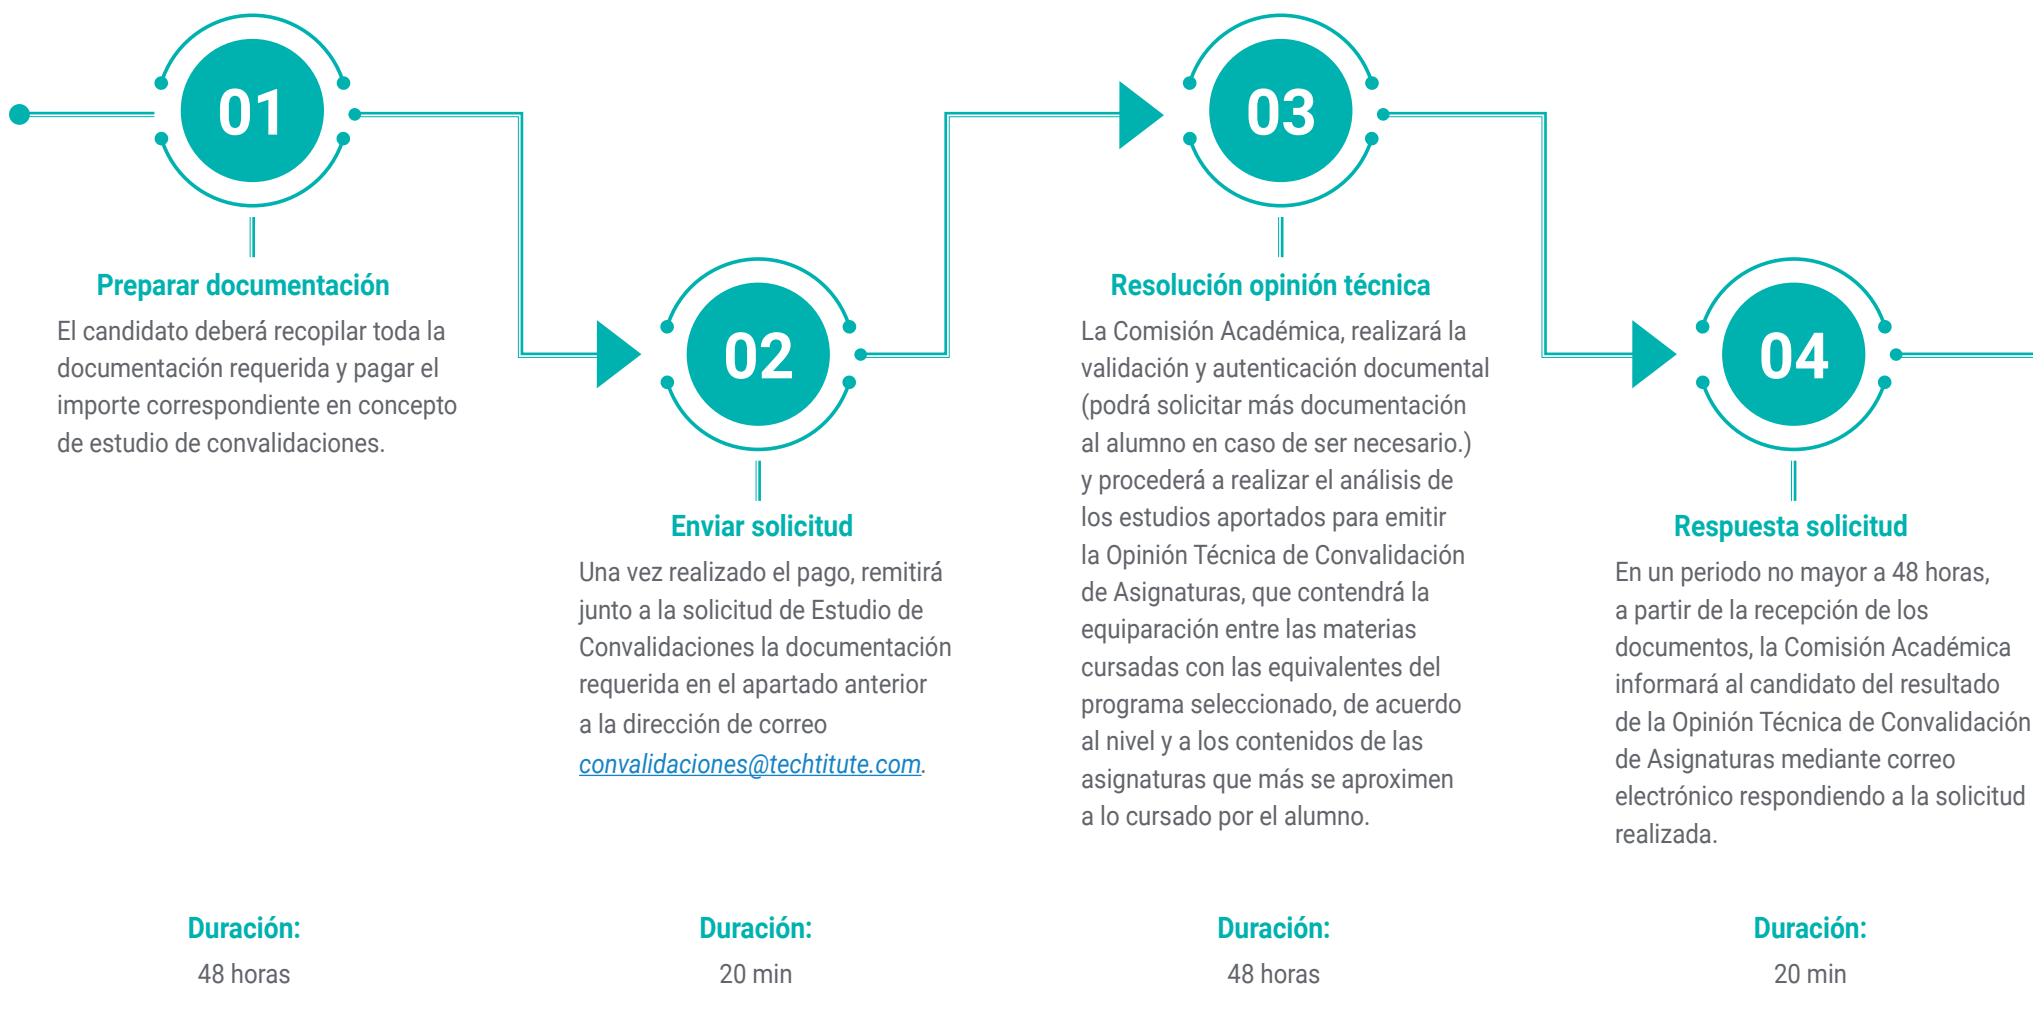 01
Preparar documentación
El candidato deberá recopilar toda la
documentación requerida y pagar el
importe correspondiente en concepto
de estudio de convalidaciones.
Duración:
48 horas
02
Enviar solicitud
Una vez realizado el pago, remitirá
junto a la solicitud de Estudio de
Convalidaciones la documentación
requerida en el apartado anterior
a la dirección de correo
convalidaciones@techtitute.com.
Duración:
20 min
03
Resolución opinión técnica
La Comisión Académica, realizará la
validación y autenticación documental
(podrá solicitar más documentación
al alumno en caso de ser necesario.)
y procederá a realizar el análisis de
los estudios aportados para emitir
la Opinión Técnica de Convalidación
de Asignaturas, que contendrá la
equiparación entre las materias
cursadas con las equivalentes del
programa seleccionado, de acuerdo
al nivel y a los contenidos de las
asignaturas que más se aproximen
a lo cursado por el alumno.
Duración:
48 horas
04
Respuesta solicitud
En un periodo no mayor a 48 horas,
a partir de la recepción de los
documentos, la Comisión Académica
informará al candidato del resultado
de la Opinión Técnica de Convalidación
de Asignaturas mediante correo
electrónico respondiendo a la solicitud
realizada.
Duración:
20 min